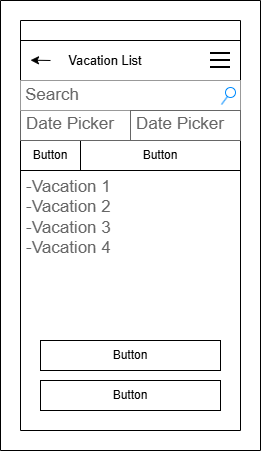 Vacation List
Search
Date Picker Date Picker
Button Button
-Vacation 1
-Vacation 2
-Vacation 3
-Vacation 4
Button
Button